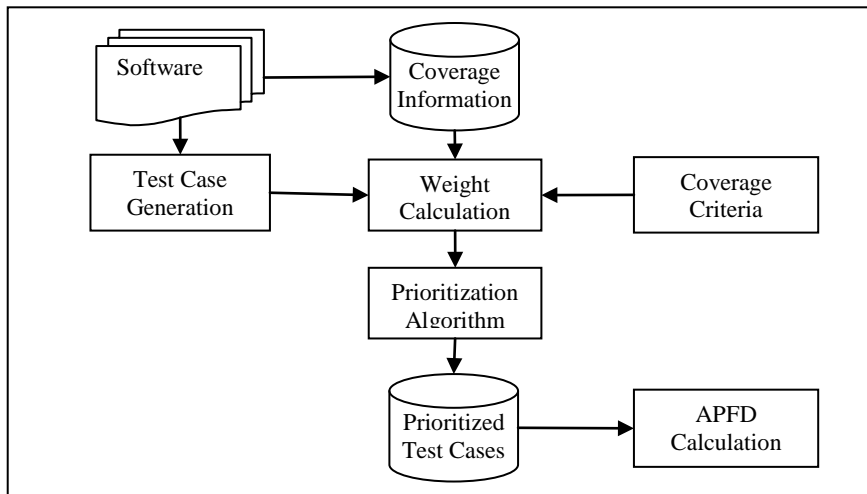 Software
Coverage
Information
Test Case
Generation
Weight
Calculation
Coverage
Criteria
Prioritization
Algorithm
Prioritized
Test Cases
APFD
Calculation